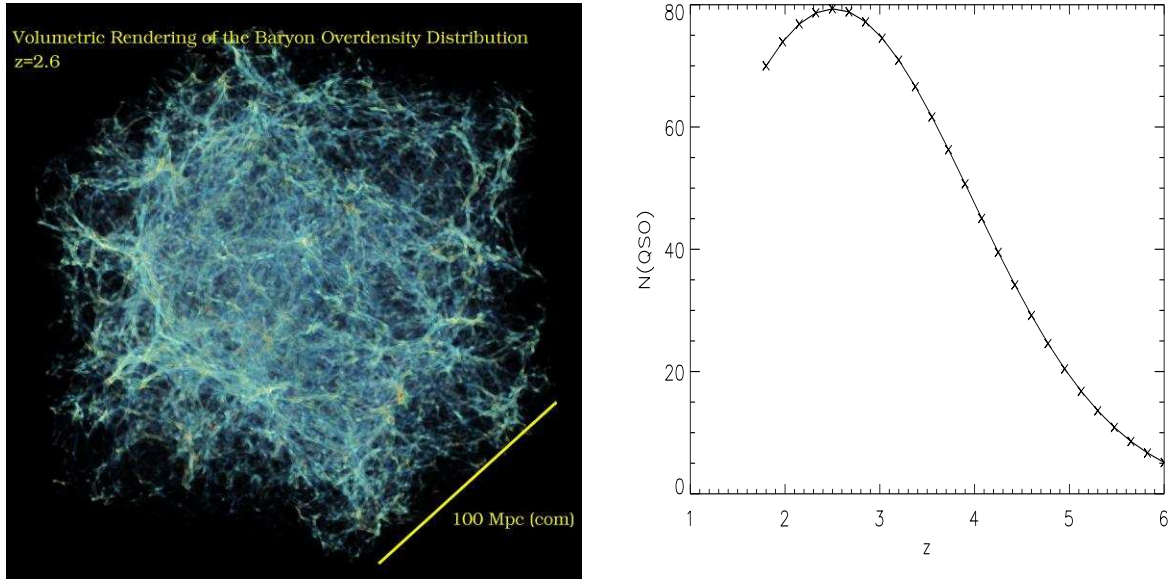 Volumetric Rendering of the Baryon Overdensity Distribution
z=2.6
100 Mpc (com)
80
60
40
20
0
N(QSO)
1 2 3 4 5 6
z